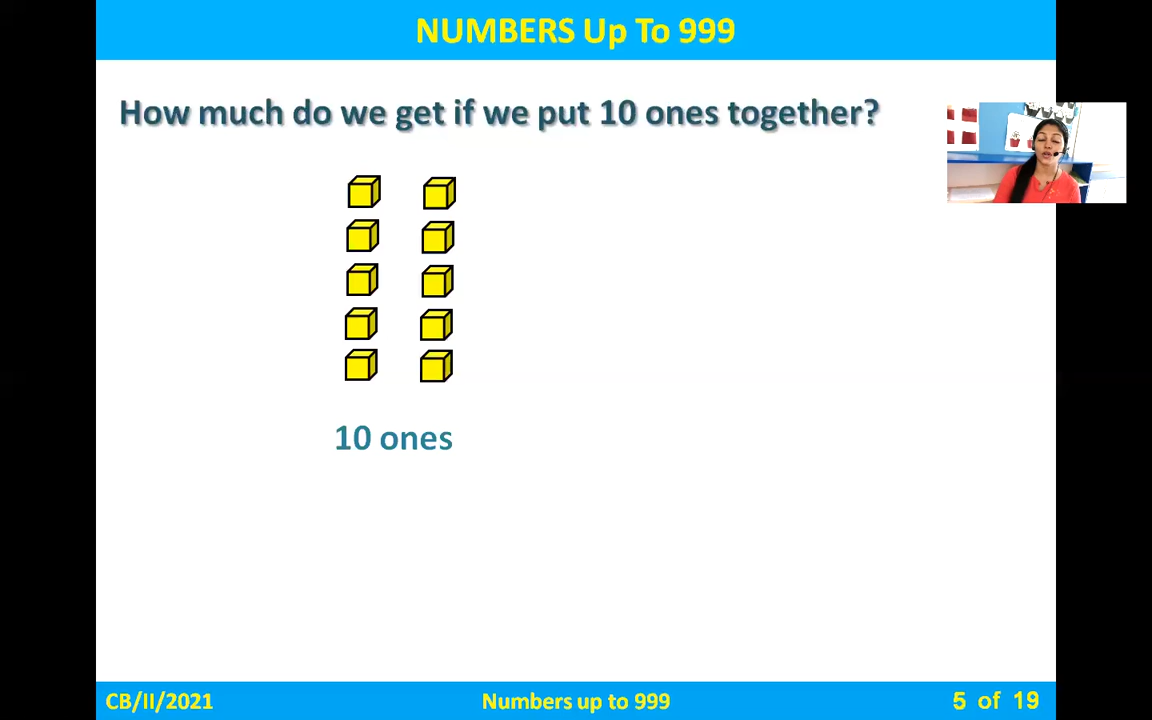 NUMBERS Up To 999
How much do we get if we put 10 ones together?
10 ones
CB/II/2021
Numbers up to 999
5 of 19